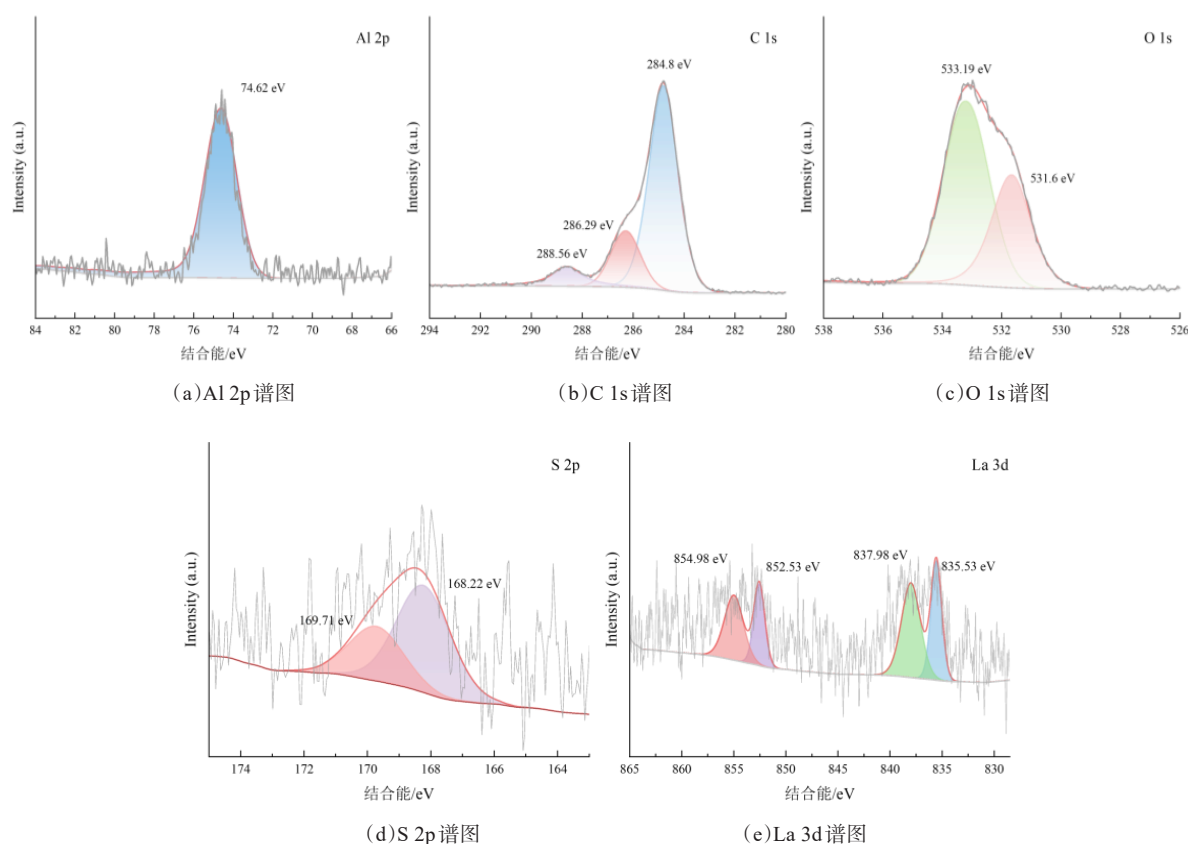 Al 2p
74.62 eV
Intensity (a.u.)
84 82 80 78 76 74 72 70 68 66
结合能/eV
(a)Al 2p谱图
C 1s
284.8 eV
286.29 eV
288.56 eV
Intensity (a.u.)
294 292 290 288 286 284 282 280
结合能/eV
(b)C 1s谱图
O 1s
533.19 eV
531.6 eV
Intensity (a.u.)
538 536 534 532 530 528 526
结合能/eV
(c)O 1s谱图
S 2p
168.22 eV
169.71 eV
Intensity (a.u.)
174 172 170 168 166 164
结合能/eV
(d)S 2p谱图
La 3d
854.98 eV
852.53 eV
837.98 eV
835.53 eV
Intensity (a.u.)
865 860 855 850 845 840 835 830
结合能/eV
(e)La 3d谱图